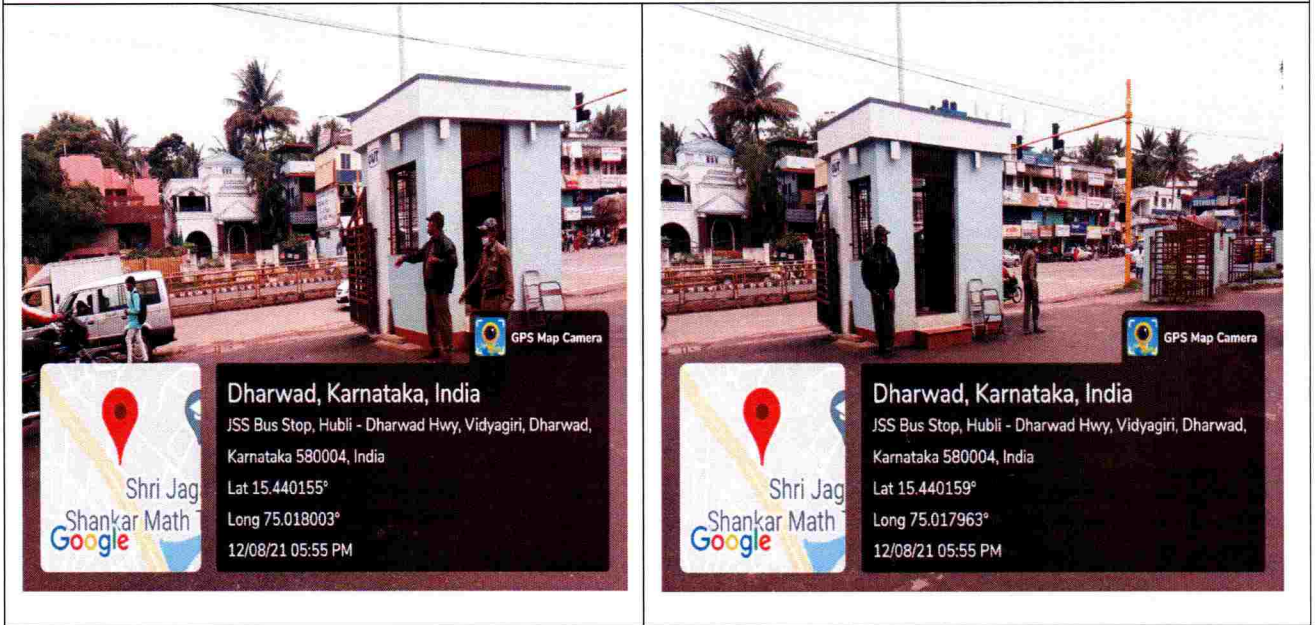 OUT
GPS Map Camera
Dharwad, Karnataka, India
JSS Bus Stop, Hubli - Dharwad Hwy, Vidyagiri, Dharwad,
Karnataka 580004, India
Lat 15.440155°
Long 75.018003°
12/08/21 05:55 PM
Shri Jag
Shankar Math T
Google
OUT
GPS Map Camera
Dharwad, Karnataka, India
JSS Bus Stop, Hubli - Dharwad Hwy, Vidyagiri, Dharwad,
Karnataka 580004, India
Lat 15.440159°
Long 75.017963°
12/08/21 05:55 PM
Shri Jag
Shankar Math T
Google